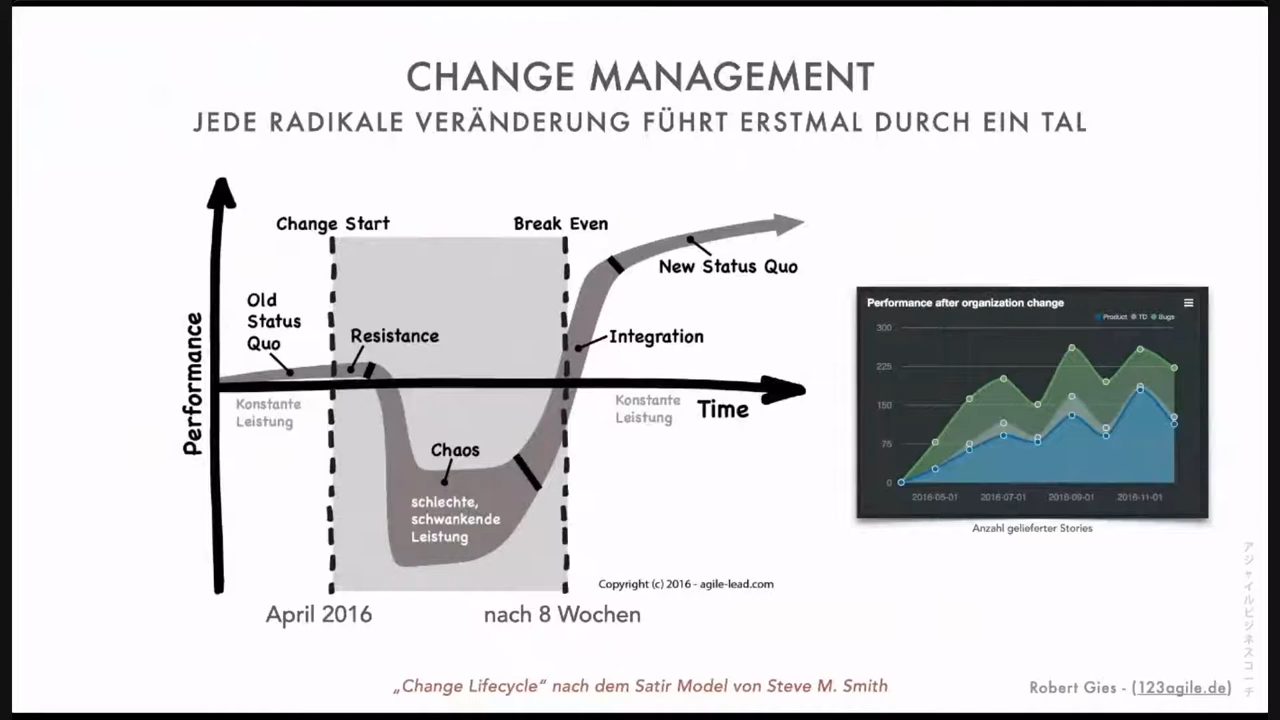 CHANGE MANAGEMENT
JEDE RADIKALE VERÄNDERUNG FÜHRT ERSTMAL DURCH EIN TAL
Change Start
Break Even
New Status Quo
Old
Status
Quo
Resistance
Integration
Performance
Konstante
Leistung
Konstante
Leistung
Time
Chaos
schlechte,
schwankende
Leistung
Copyright (c) 2016 - agile-lead.com
April 2016
nach 8 Wochen
Performance after organization change
Product TD Bugs
300
225
150
75
0
2016-05-01 2016-07-01 2016-09-01 2016-11-01
Anzahl gelieferter Stories
アジャイルビジネスコーチ
„Change Lifecycle“ nach dem Satir Model von Steve M. Smith
Robert Gies - (123agile.de)